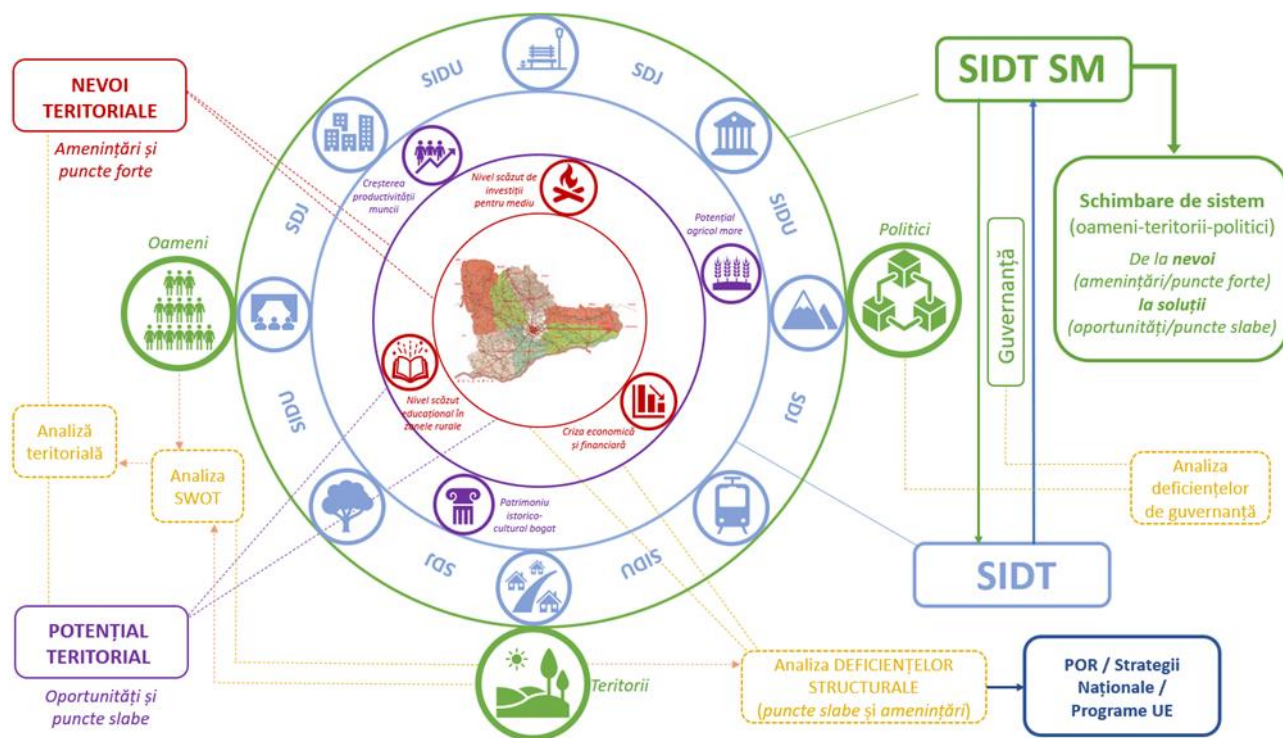 NEVOI
TERITORIALE
Amenințări și
puncte forte
Oameni
Analiză
teritorială
Analiza
SWOT
POTENȚIAL
TERITORIAL
Oportunități și
puncte slabe
SIDU
SDJ
SIDU
SDJ
SIDU
SDJ
SIDU
SDJ
Creșterea
productivității
muncii
Nivel scăzut de
investiții
pentru mediu
Potențial
agricol mare
Nivel scăzut
educațional în
zonele rurale
Criza economică
și financiară
Patrimoniu
istorico-
cultural bogat
Politici
Teritorii
SIDT SM
Guvernanță
Schimbare de sistem
(oameni-teritorii-politici)
De la nevoi
(amenințări/puncte forte)
la soluții
(oportunități/puncte slabe)
Analiza
deficiențelor
de guvernanță
SIDT
Analiza DEFICIENȚELOR
STRUCTURALE
(puncte slabe și amenințări)
POR / Strategii
Naționale /
Programe UE